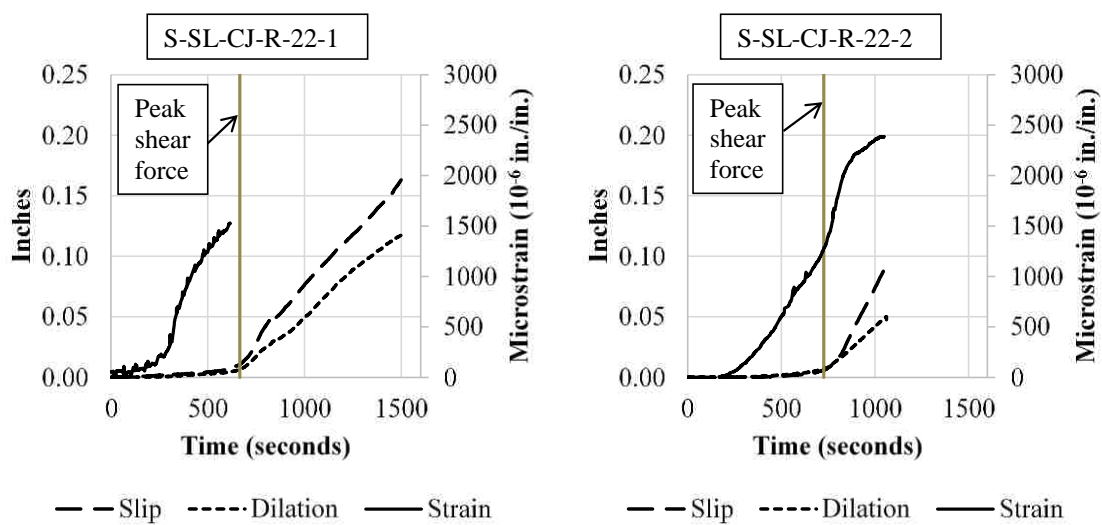 S-SL-CJ-R-22-1
0.25
0.20
0.15
0.10
0.05
0.00
Inches
Peak
shear
force
3000
2500
2000
1500
1000
500
0
Microstrain (10-6 in./in.)
0 500 1000 1500
Time (seconds)
Slip Dilation Strain
S-SL-CJ-R-22-2
0.25
0.20
0.15
0.10
0.05
0.00
Inches
Peak
shear
force
3000
2500
2000
1500
1000
500
0
Microstrain (10-6 in./in.)
0 500 1000 1500
Time (seconds)
Slip Dilation Strain